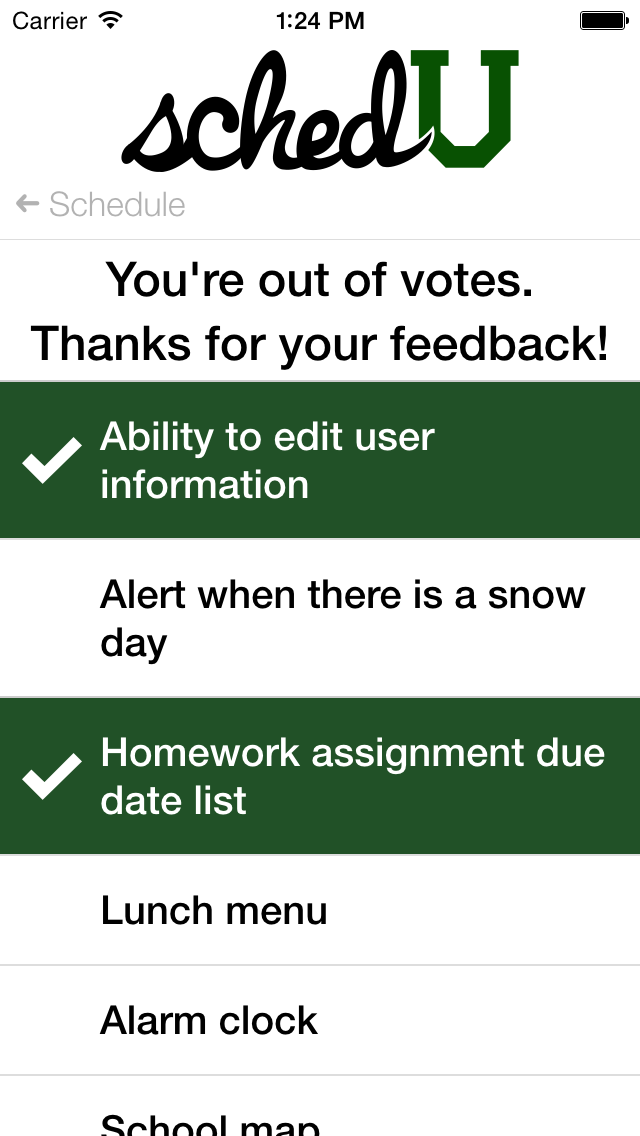 Carrier 1:24 PM
schedU
Schedule
You're out of votes.
Thanks for your feedback!
Ability to edit user
information
Alert when there is a snow
day
Homework assignment due
date list
Lunch menu
Alarm clock
School map